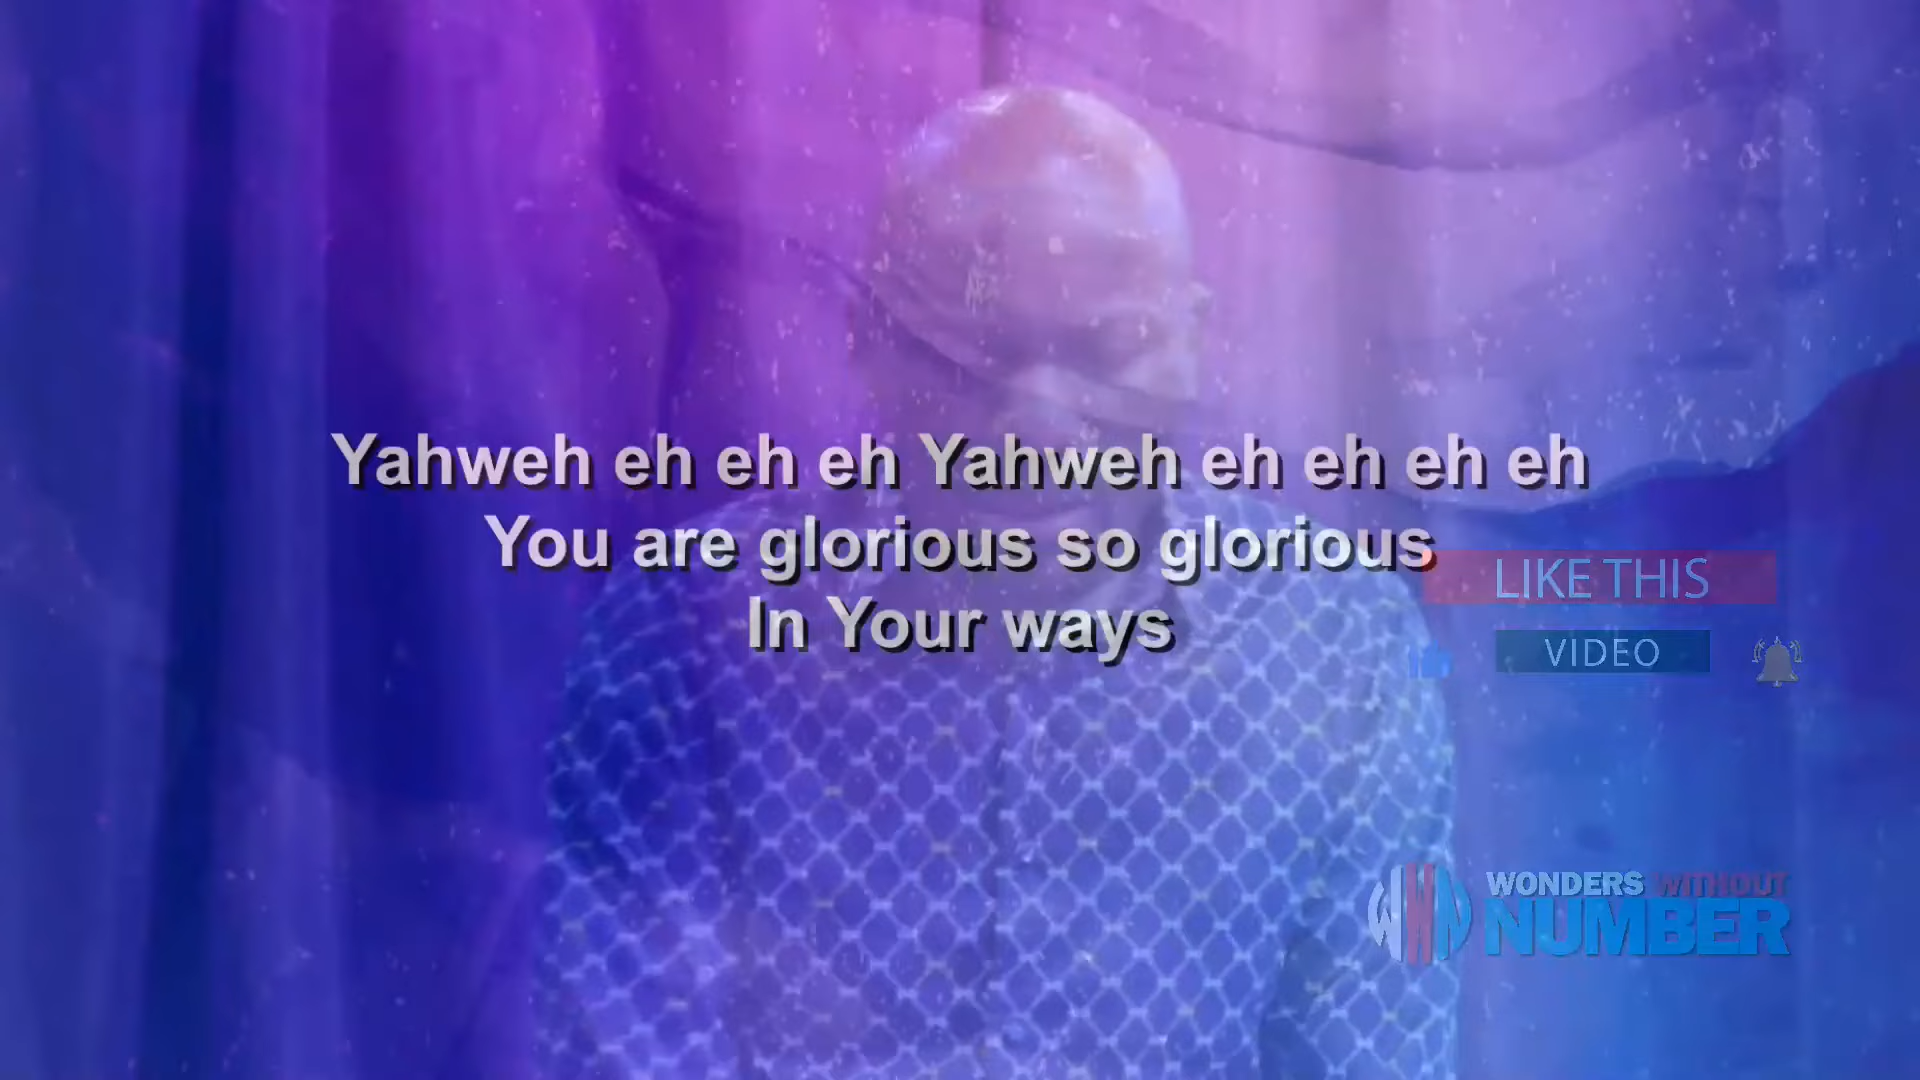 Yahweh eh eh eh Yahweh eh eh eh eh
You are glorious so glorious
In Your ways
LIKE THIS
VIDEO
WWN WONDERS WITHOUT
NUMBER